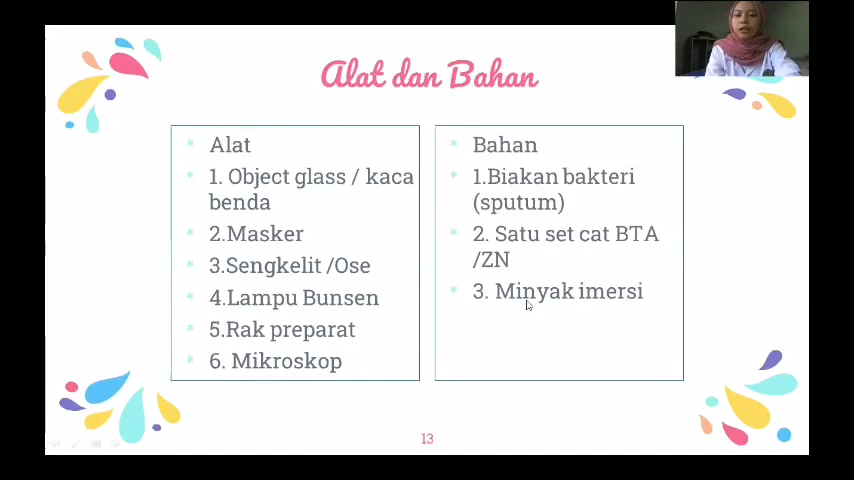 Alat dan Bahan
Alat
1. Object glass / kaca
benda
2.Masker
3.Sengkelit /Ose
4.Lampu Bunsen
5.Rak preparat
6. Mikroskop
Bahan
1.Biakan bakteri
(sputum)
2. Satu set cat BTA
/ZN
3. Minyak imersi
13